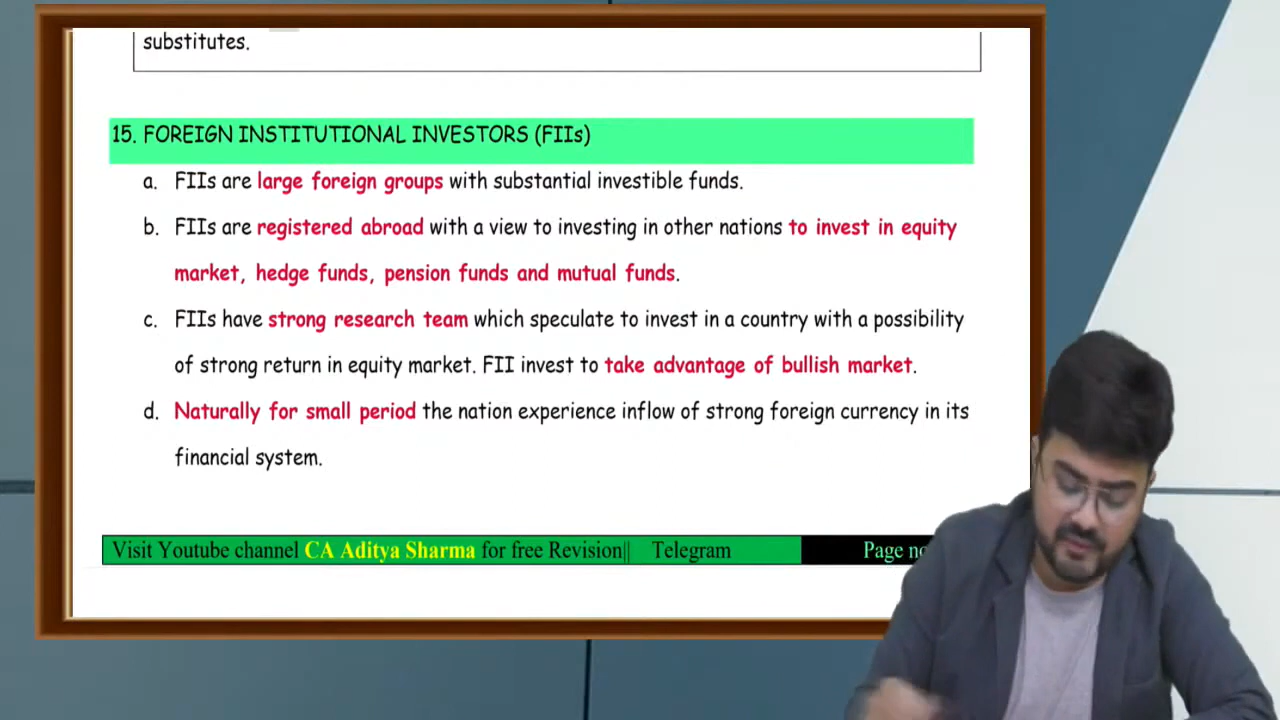 substitutes.
15. FOREIGN INSTITUTIONAL INVESTORS (FIIs)
a. FIIs are large foreign groups with substantial investible funds.
b. FIIs are registered abroad with a view to investing in other nations to invest in equity
market, hedge funds, pension funds and mutual funds.
c. FIIs have strong research team which speculate to invest in a country with a possibility
of strong return in equity market. FII invest to take advantage of bullish market.
d. Naturally for small period the nation experience inflow of strong foreign currency in its
financial system.
Visit Youtube channel CA Aditya Sharma for free Revision|| Telegram
Page no